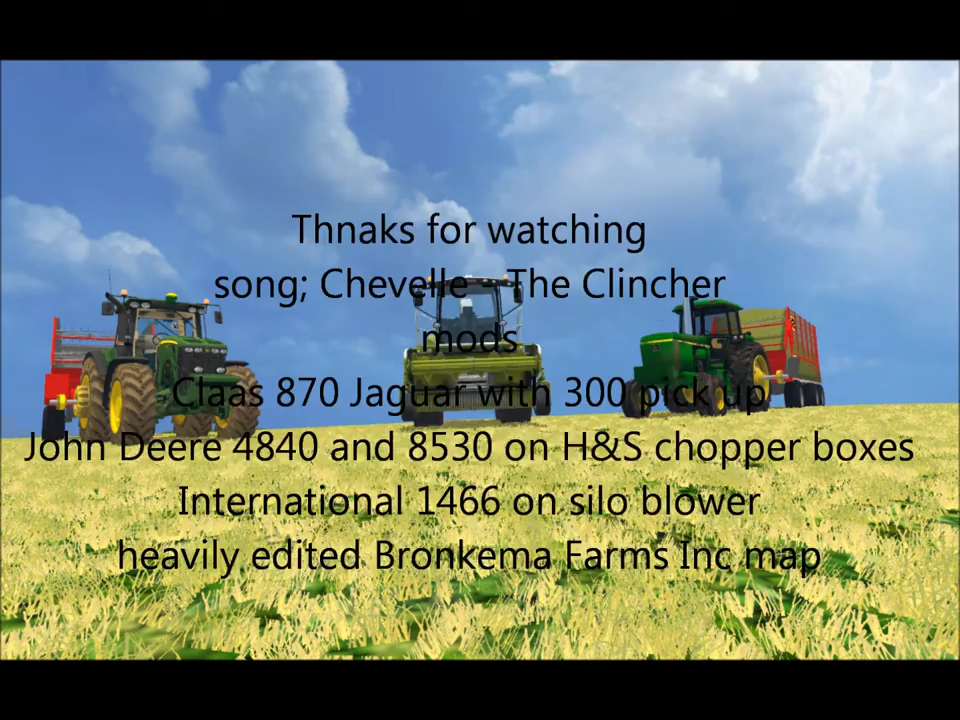 Thnaks for watching
song; Chevelle - The Clincher
mods
Claas 870 Jaguar with 300 pick up
John Deere 4840 and 8530 on H&S chopper boxes
International 1466 on silo blower
heavily edited Bronkema Farms Inc map